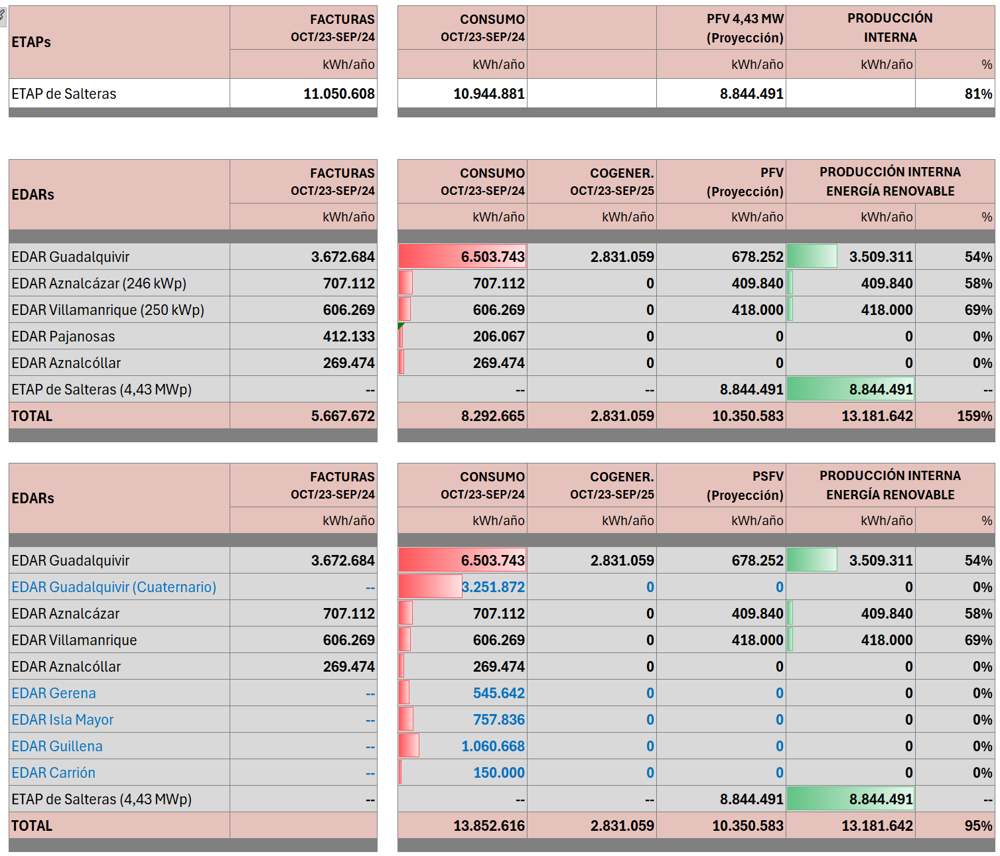 ETAPs FACTURAS OCT/23-SEP/24 CONSUMO OCT/23-SEP/24 PFV 4,43 MW (Proyección) PRODUCCIÓN INTERNA
kWh/año kWh/año kWh/año kWh/año %
ETAP de Salteras 11.050.608 10.944.881 8.844.491 81%
EDARs FACTURAS OCT/23-SEP/24 CONSUMO OCT/23-SEP/24 COGENER. OCT/23-SEP/25 PFV (Proyección) PRODUCCIÓN INTERNA ENERGÍA RENOVABLE
kWh/año kWh/año kWh/año kWh/año kWh/año %
EDAR Guadalquivir 3.672.684 6.503.743 2.831.059 678.252 3.509.311 54%
EDAR Aznalcázar (246 kWp) 707.112 707.112 0 409.840 409.840 58%
EDAR Villamanrique (250 kWp) 606.269 606.269 0 418.000 418.000 69%
EDAR Pajanosas 412.133 206.067 0 0 0 0%
EDAR Aznalcóllar 269.474 269.474 0 0 0 0%
ETAP de Salteras (4,43 MWp) -- -- -- 8.844.491 8.844.491 --
TOTAL 5.667.672 8.292.665 2.831.059 10.350.583 13.181.642 159%
EDARs FACTURAS OCT/23-SEP/24 CONSUMO OCT/23-SEP/24 COGENER. OCT/23-SEP/25 PSFV (Proyección) PRODUCCIÓN INTERNA ENERGÍA RENOVABLE
kWh/año kWh/año kWh/año kWh/año kWh/año %
EDAR Guadalquivir 3.672.684 6.503.743 2.831.059 678.252 3.509.311 54%
EDAR Guadalquivir (Cuaternario) -- 3.251.872 0 0 0 0%
EDAR Aznalcázar 707.112 707.112 0 409.840 409.840 58%
EDAR Villamanrique 606.269 606.269 0 418.000 418.000 69%
EDAR Aznalcóllar 269.474 269.474 0 0 0 0%
EDAR Gerena -- 545.642 0 0 0 0%
EDAR Isla Mayor -- 757.836 0 0 0 0%
EDAR Guillena -- 1.060.668 0 0 0 0%
EDAR Carrión -- 150.000 0 0 0 0%
ETAP de Salteras (4,43 MWp) -- -- -- 8.844.491 8.844.491 --
TOTAL 13.852.616 2.831.059 10.350.583 13.181.642 95%